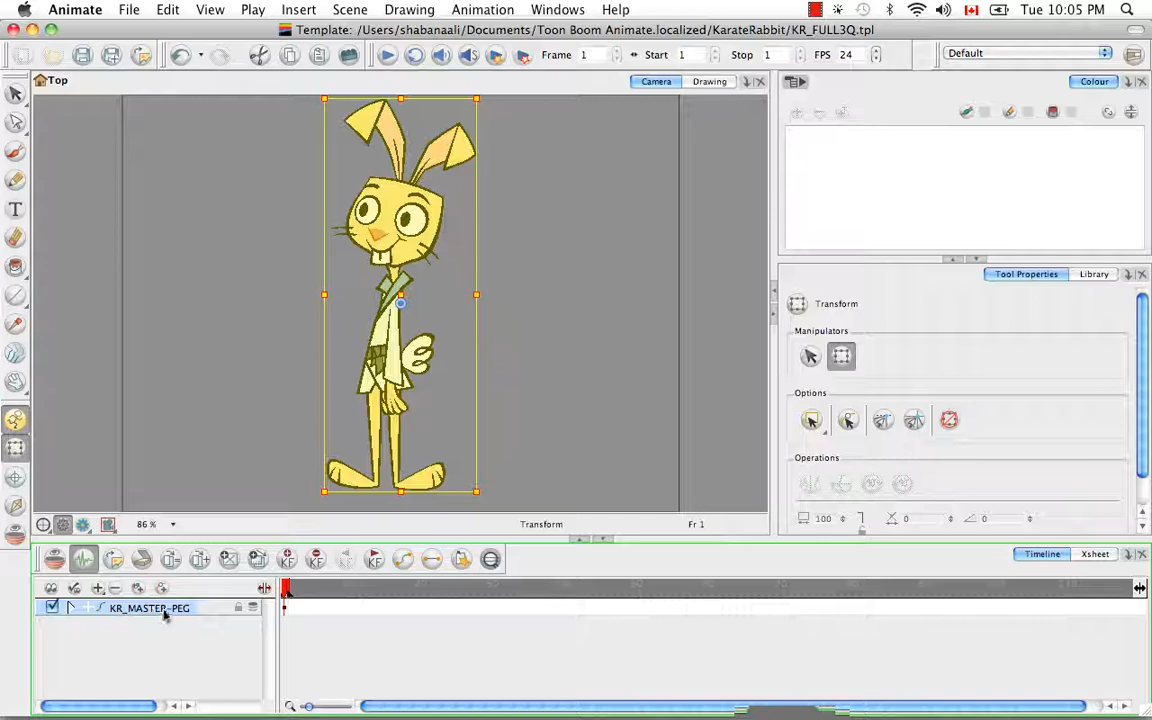 Animate File Edit View Play Insert Scene Drawing Animation Windows Help Tue 10:05 PM
Template: /Users/shabanaali/Documents/Toon Boom Animate.localized/KarateRabbit/KR_FULL3Q.tpl
Frame 1 Start 1 Stop 1 FPS 24 Default
Top Camera Drawing Colour
T
Tool Properties Library
Transform
Manipulators
Options
Operations
100 0 0
86 % Transform Fr 1
Timeline Xsheet
KR_MASTER-PEG